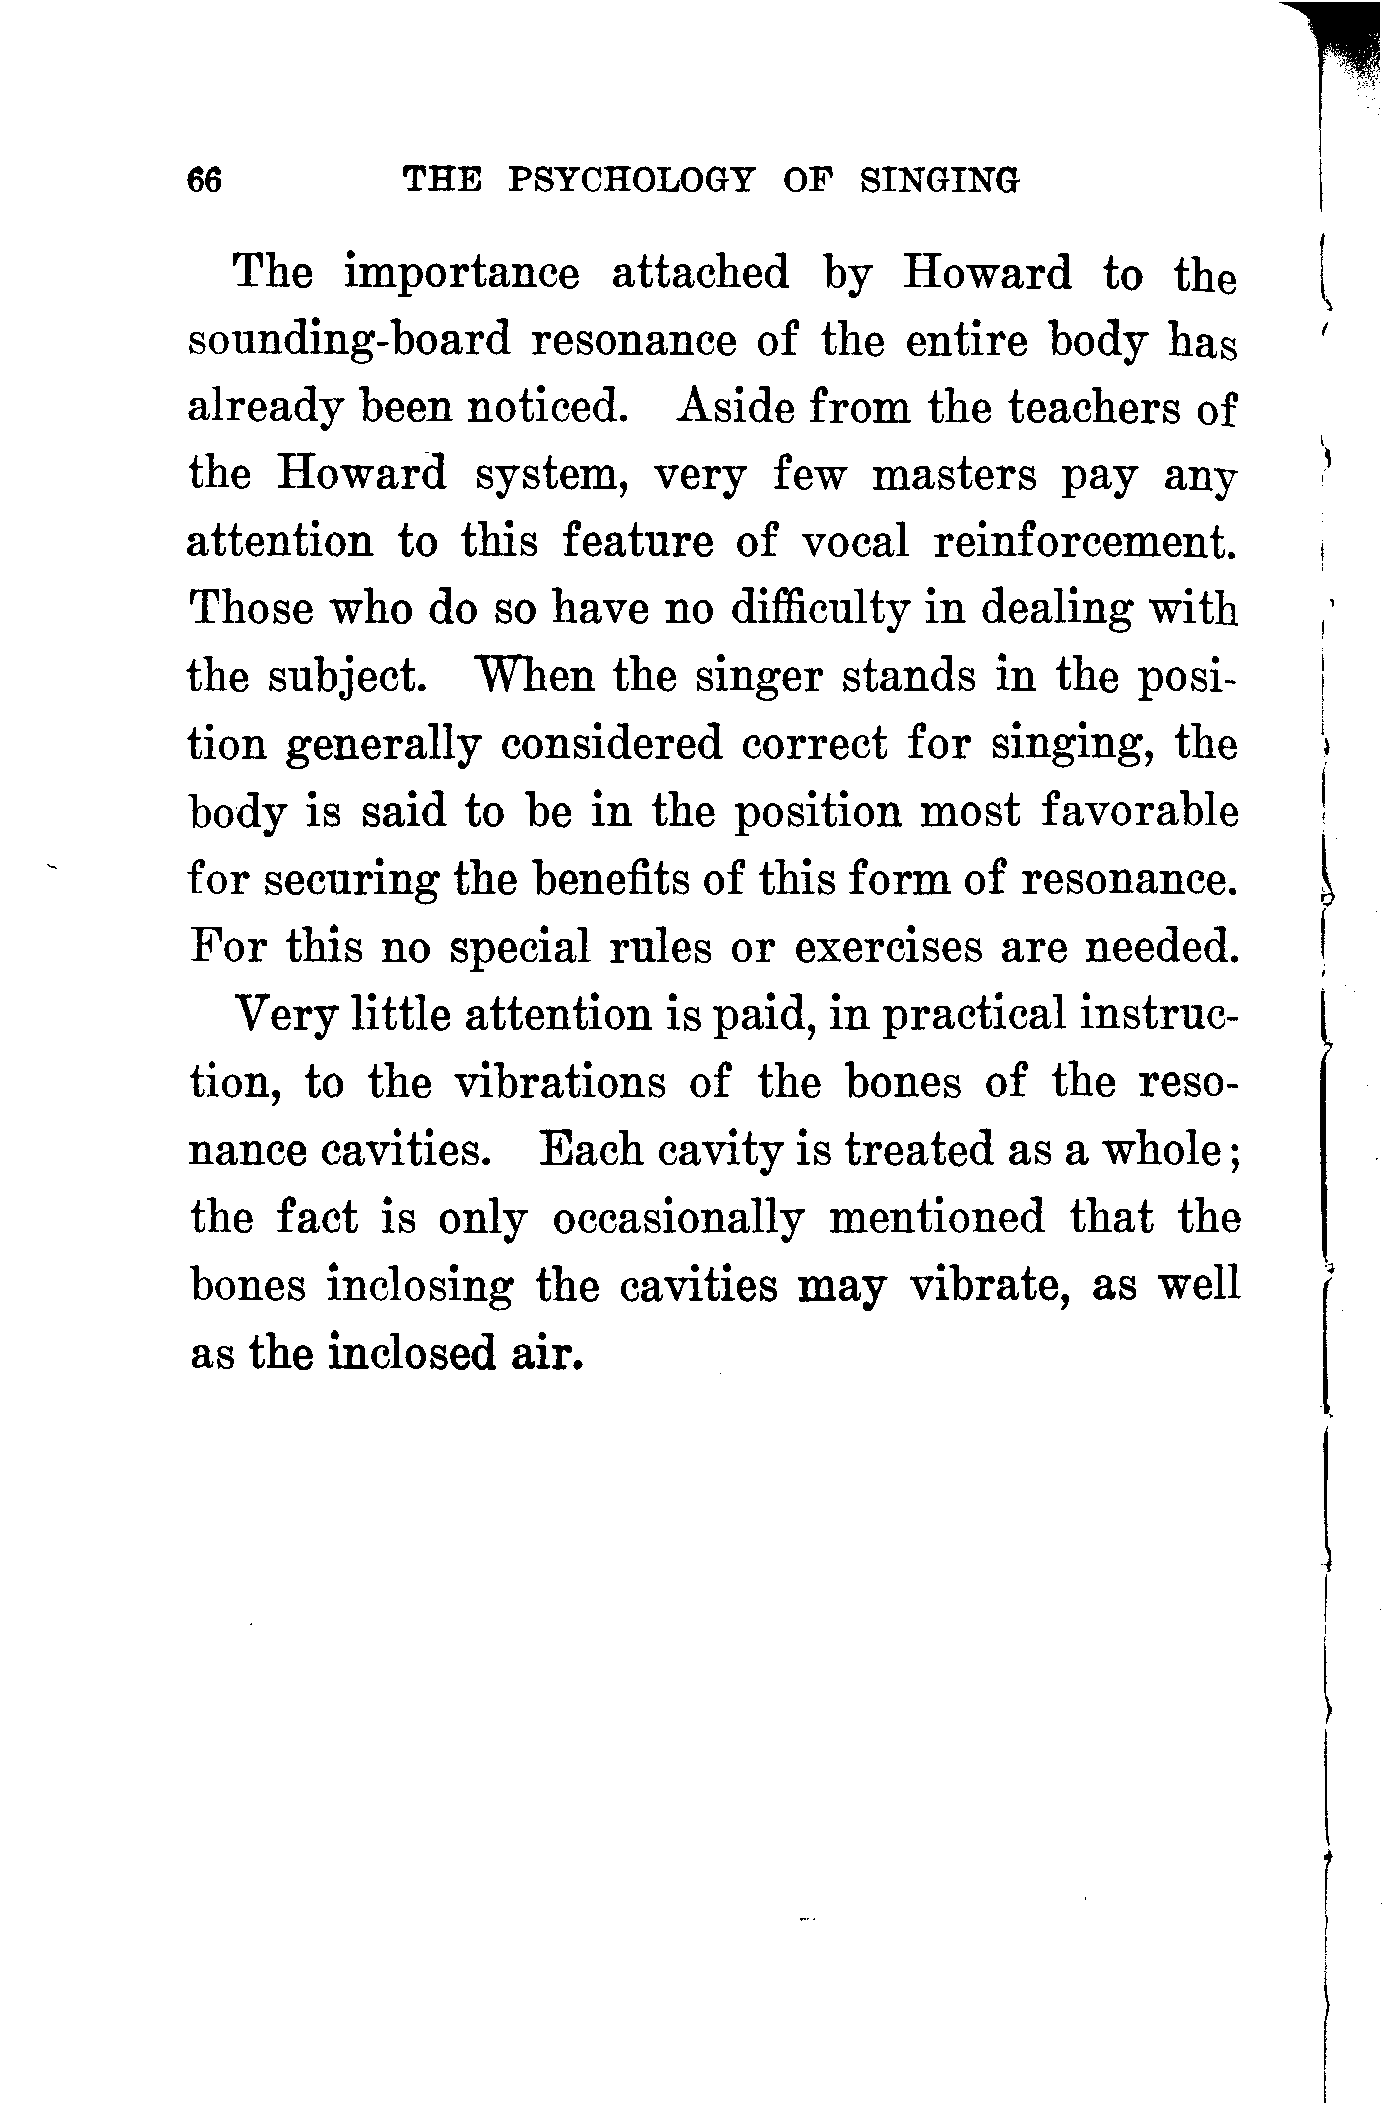 66 THE PSYCHOLOGY OF SINGING
The importance attached by Howard to the
sounding-board resonance of the entire body has
already been noticed. Aside from the teachers of
the Howard system, very few masters pay any
attention to this feature of vocal reinforcement.
Those who do so have no difficulty in dealing with
the subject. When the singer stands in the posi-
tion generally considered correct for singing, the
body is said to be in the position most favorable
for securing the benefits of this form of resonance.
For this no special rules or exercises are needed.
Very little attention is paid, in practical instruc-
tion, to the vibrations of the bones of the reso-
nance cavities. Each cavity is treated as a whole;
the fact is only occasionally mentioned that the
bones inclosing the cavities may vibrate, as well
as the inclosed air.